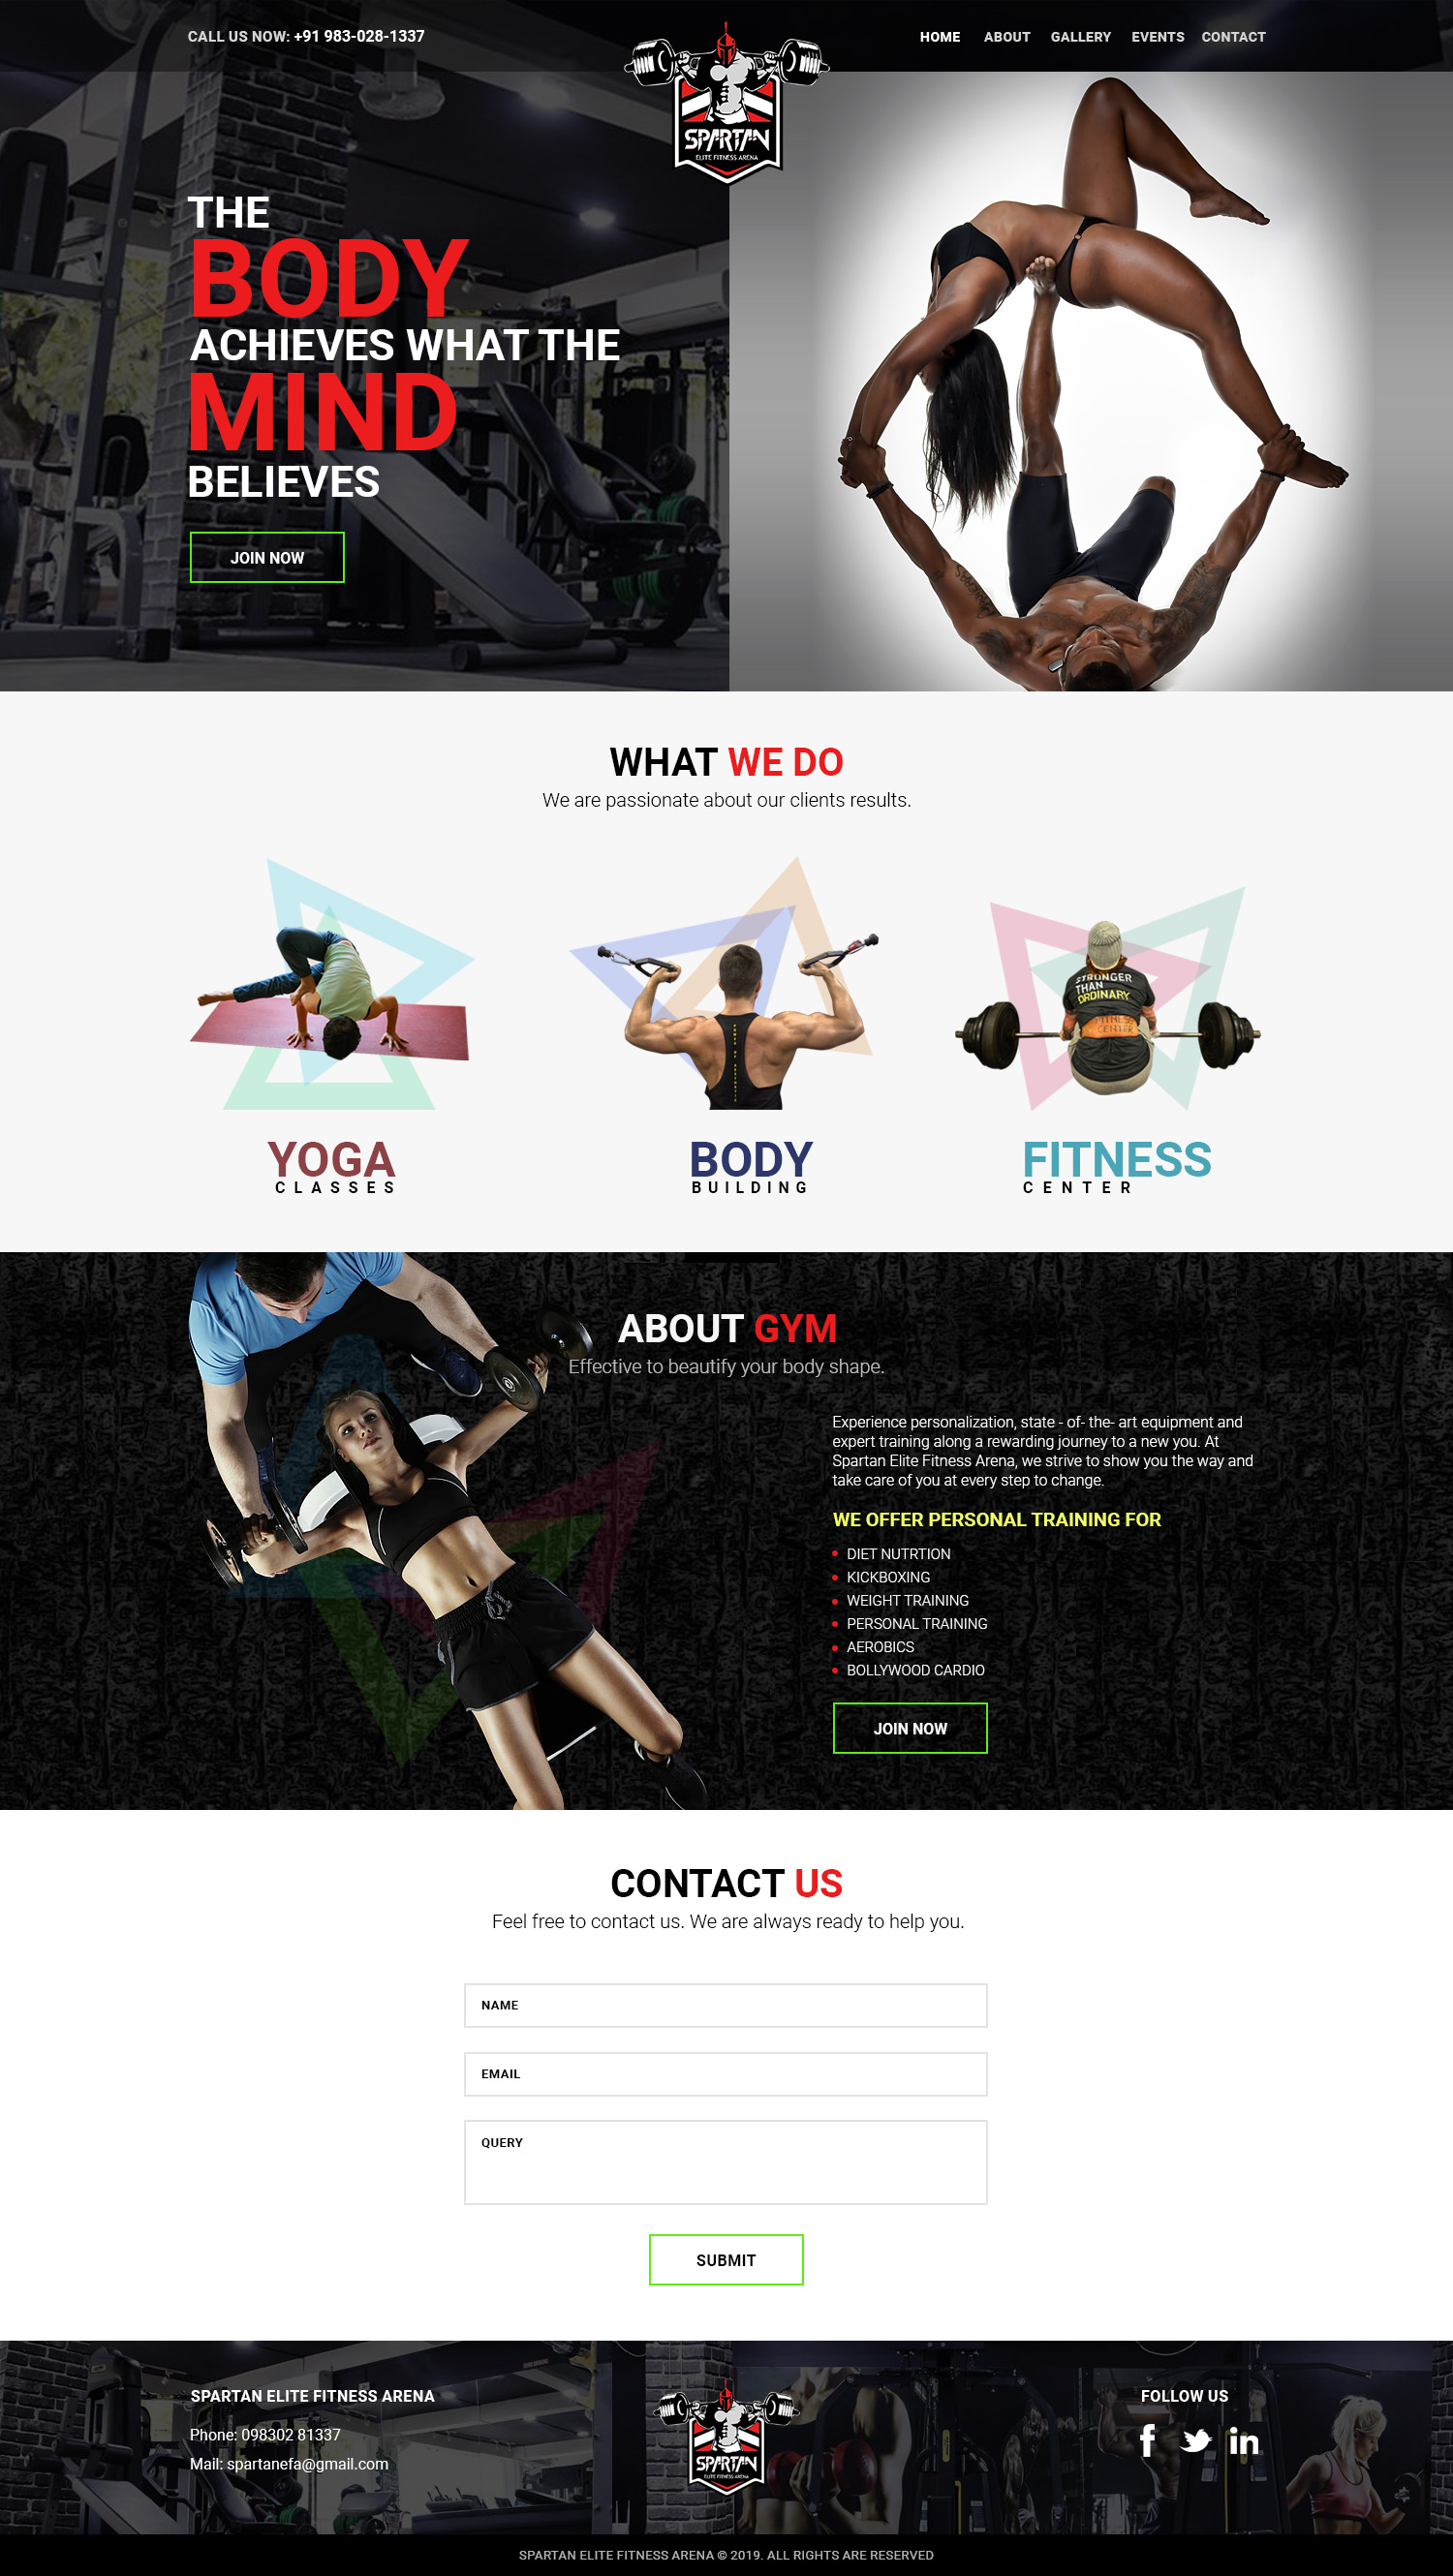 CALL US NOW: +91 983-028-1337
HOME ABOUT GALLERY EVENTS CONTACT
SPARTAN
ELITE FITNESS ARENA
THE
BODY
ACHIEVES WHAT THE
MIND
BELIEVES
JOIN NOW
WHAT WE DO
We are passionate about our clients results.
STRONGER
THAN
ORDINARY
FITNESS
CENTER
YOGA
CLASSES
BODY
BUILDING
FITNESS
CENTER
ABOUT GYM
Effective to beautify your body shape.
Experience personalization, state - of- the- art equipment and
expert training along a rewarding journey to a new you. At
Spartan Elite Fitness Arena, we strive to show you the way and
take care of you at every step to change.
WE OFFER PERSONAL TRAINING FOR
DIET NUTRTION
KICKBOXING
WEIGHT TRAINING
PERSONAL TRAINING
AEROBICS
BOLLYWOOD CARDIO
JOIN NOW
CONTACT US
Feel free to contact us. We are always ready to help you.
NAME
EMAIL
QUERY
SUBMIT
SPARTAN ELITE FITNESS ARENA
Phone: 098302 81337
Mail: spartanefa@gmail.com
SPARTAN
ELITE FITNESS ARENA
FOLLOW US
f in
SPARTAN ELITE FITNESS ARENA © 2019. ALL RIGHTS ARE RESERVED